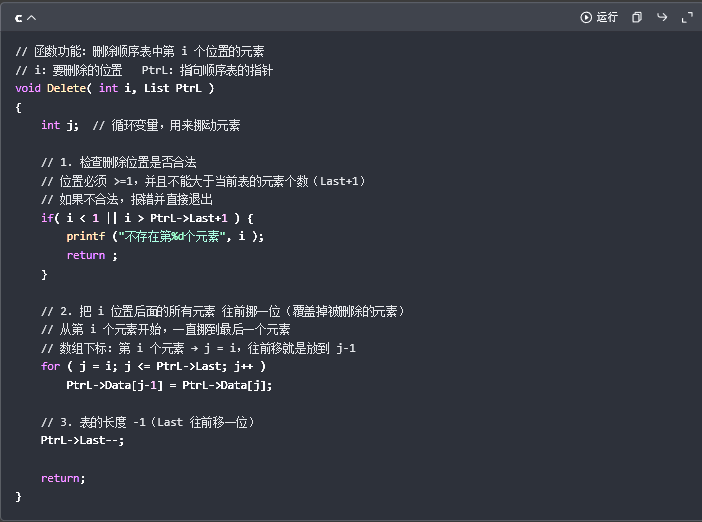 c
运行
// 函数功能：删除顺序表中第 i 个位置的元素
// i：要删除的位置   PtrL：指向顺序表的指针
void Delete( int i, List PtrL )
{
    int j;  // 循环变量，用来挪动元素

    // 1. 检查删除位置是否合法
    // 位置必须 >=1，并且不能大于当前表的元素个数（Last+1）
    // 如果不合法，报错并直接退出
    if( i < 1 || i > PtrL->Last+1 ) {
        printf ("不存在第%d个元素", i );
        return ;
    }

    // 2. 把 i 位置后面的所有元素 往前挪一位（覆盖掉被删除的元素）
    // 从第 i 个元素开始，一直挪到最后一个元素
    // 数组下标：第 i 个元素 → j = i，往前移就是放到 j-1
    for ( j = i; j <= PtrL->Last; j++ )
        PtrL->Data[j-1] = PtrL->Data[j];

    // 3. 表的长度 -1（Last 往前移一位）
    PtrL->Last--;

    return;
}